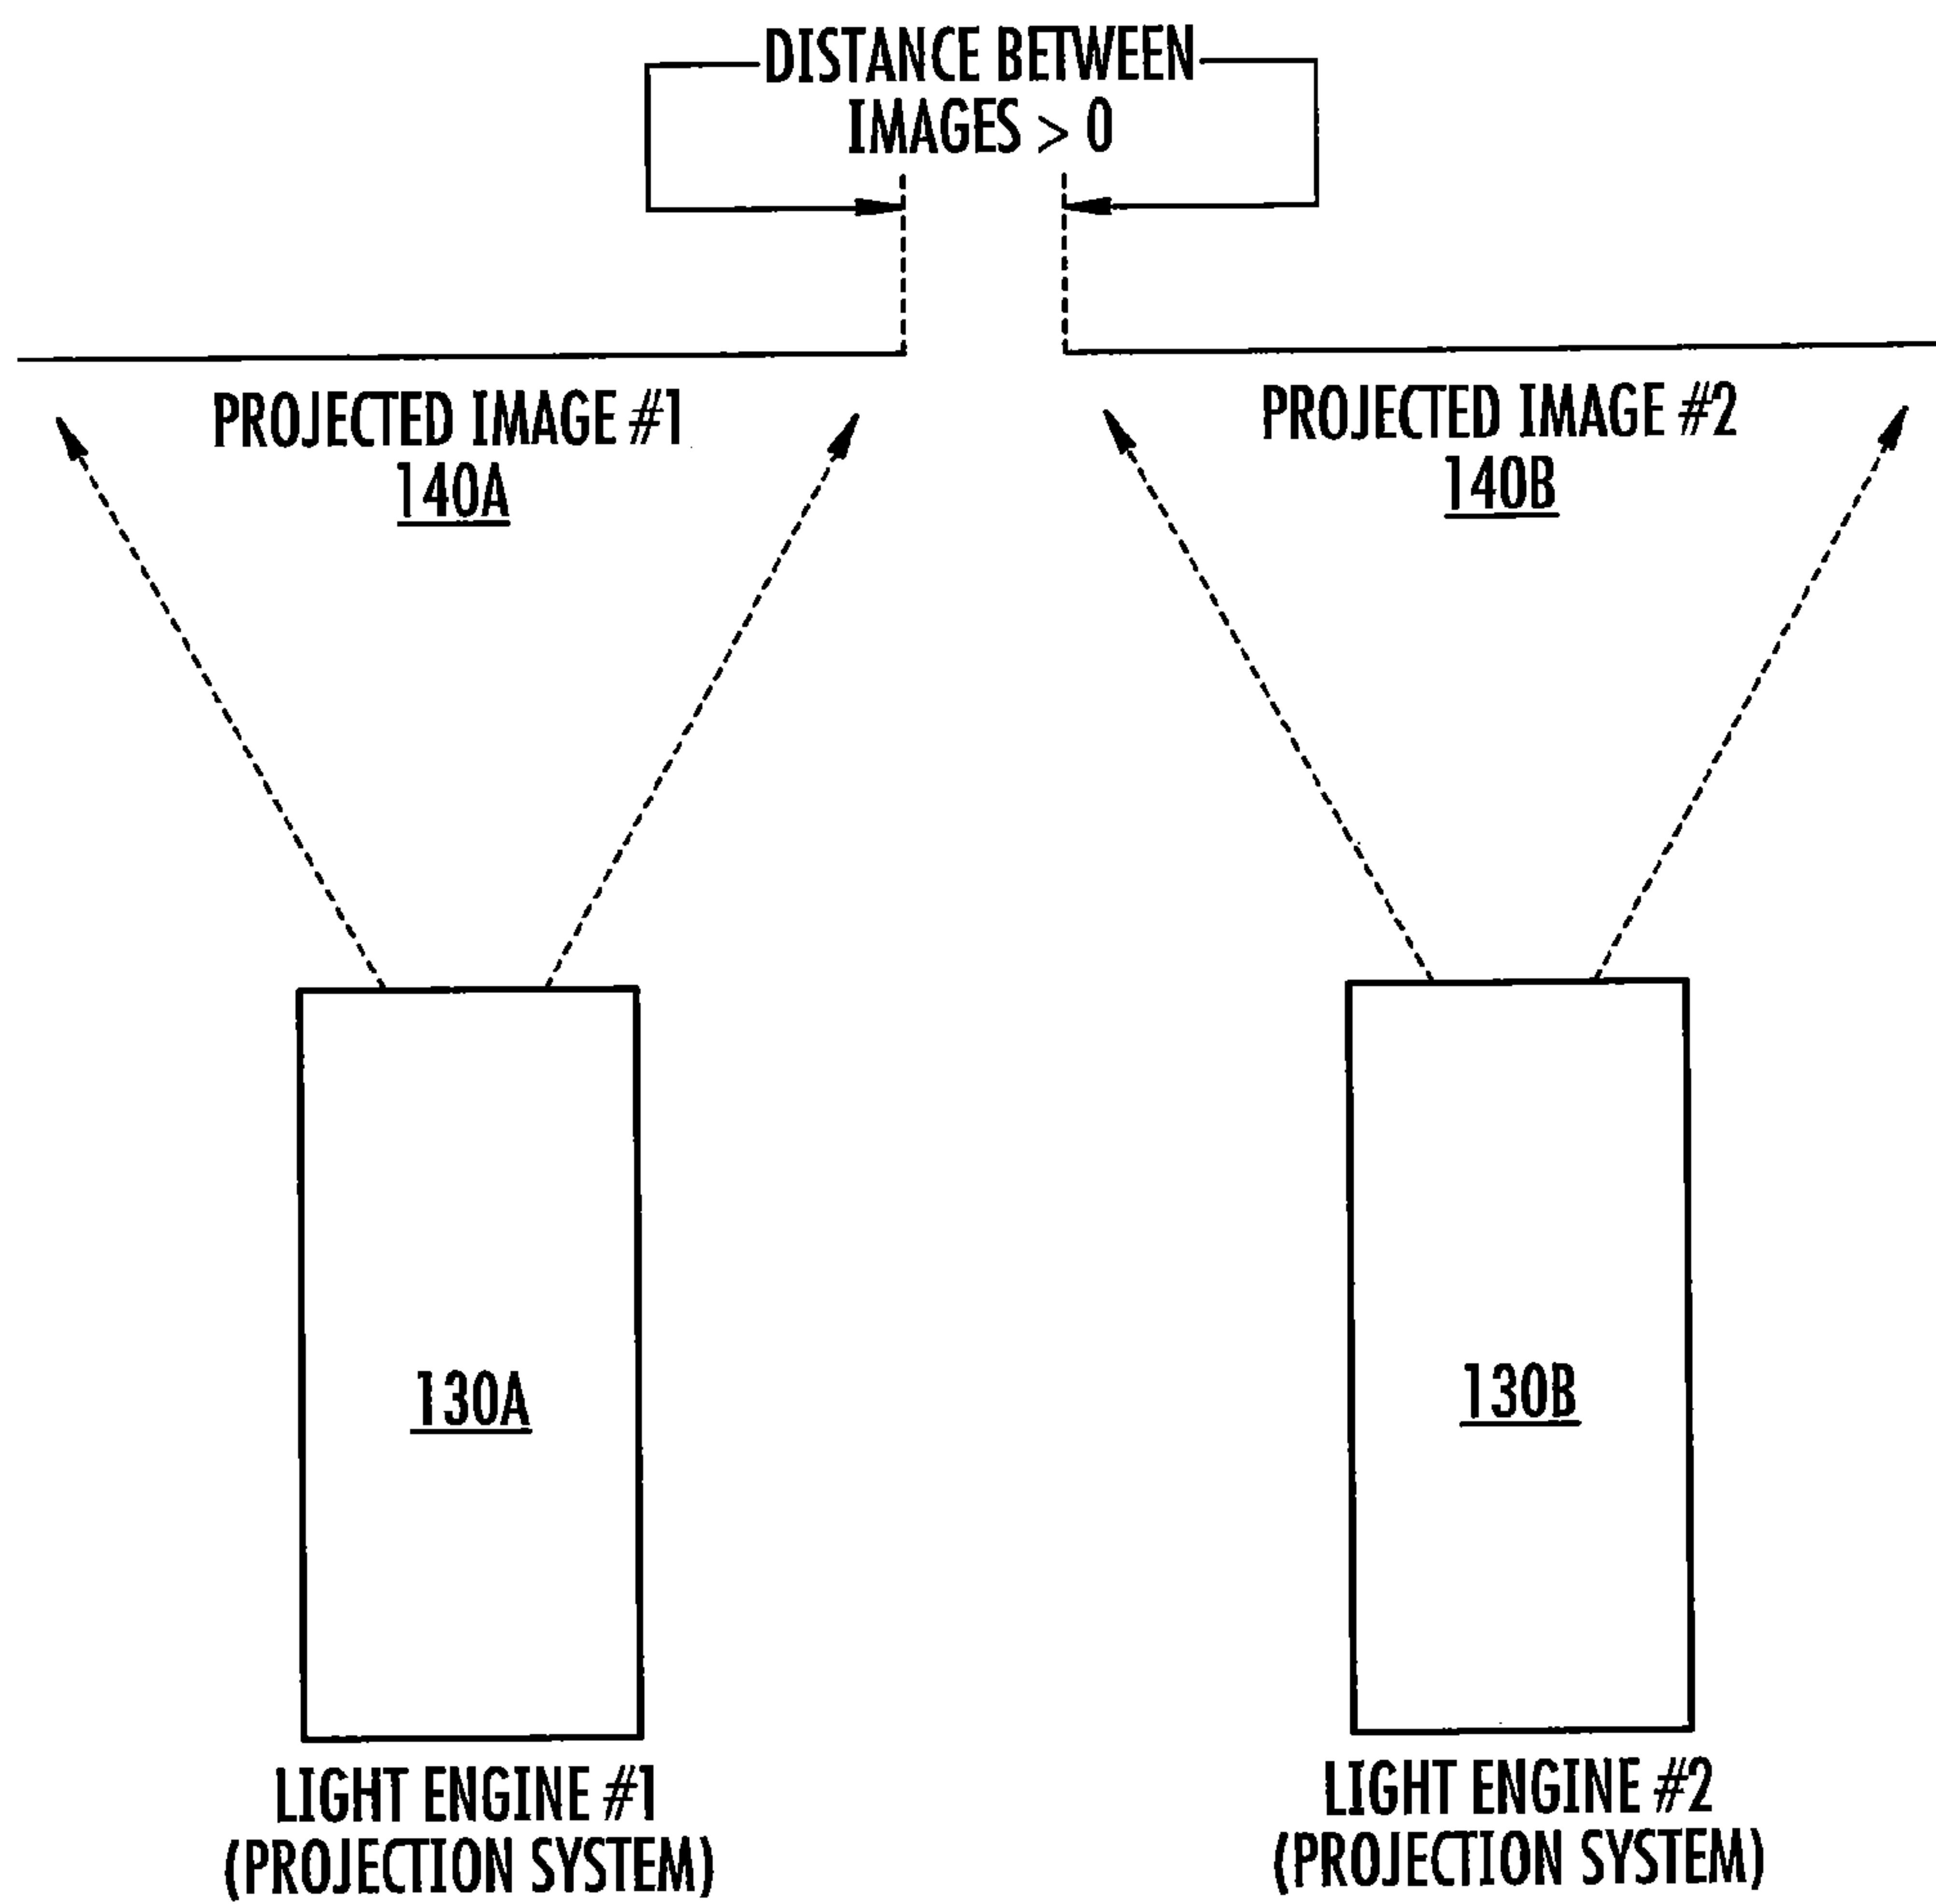 DISTANCE BETWEEN
IMAGES > 0
PROJECTED IMAGE #1
140A
PROJECTED IMAGE #2
140B
130A
130B
LIGHT ENGINE #1
(PROJECTION SYSTEM)
LIGHT ENGINE #2
(PROJECTION SYSTEM)